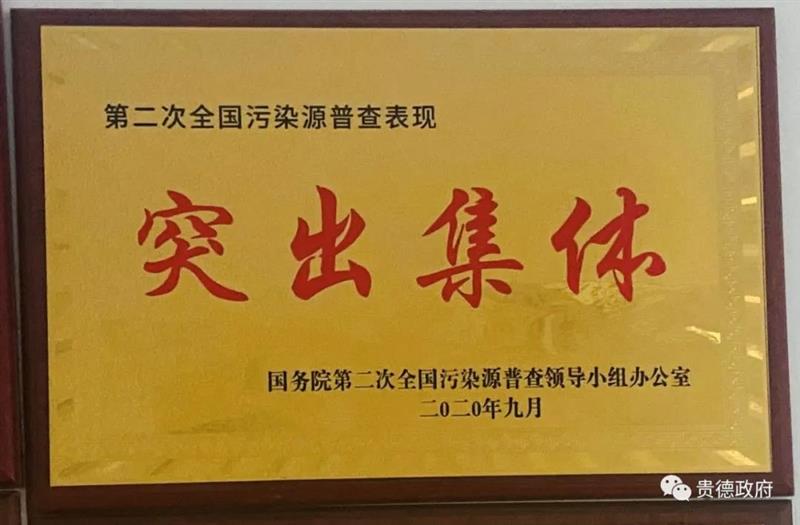 第二次全国污染源普查表现
突出集体
国务院第二次全国污染源普查领导小组办公室
二〇二〇年九月
贵德政府